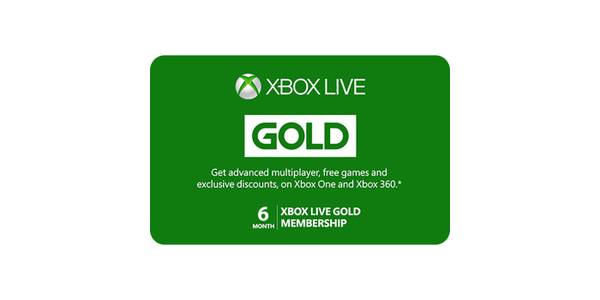 XBOX LIVE
GOLD
Get advanced multiplayer, free games and
exclusive discounts, on Xbox One and Xbox 360.*
6 MONTH
XBOX LIVE GOLD
MEMBERSHIP